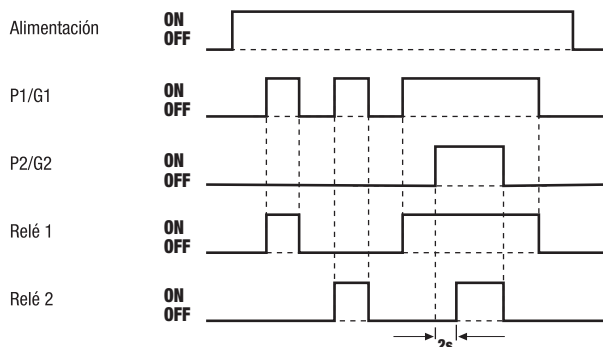 Alimentación
ON
OFF
P1/G1
ON
OFF
P2/G2
ON
OFF
Relé 1
ON
OFF
Relé 2
ON
OFF
2s